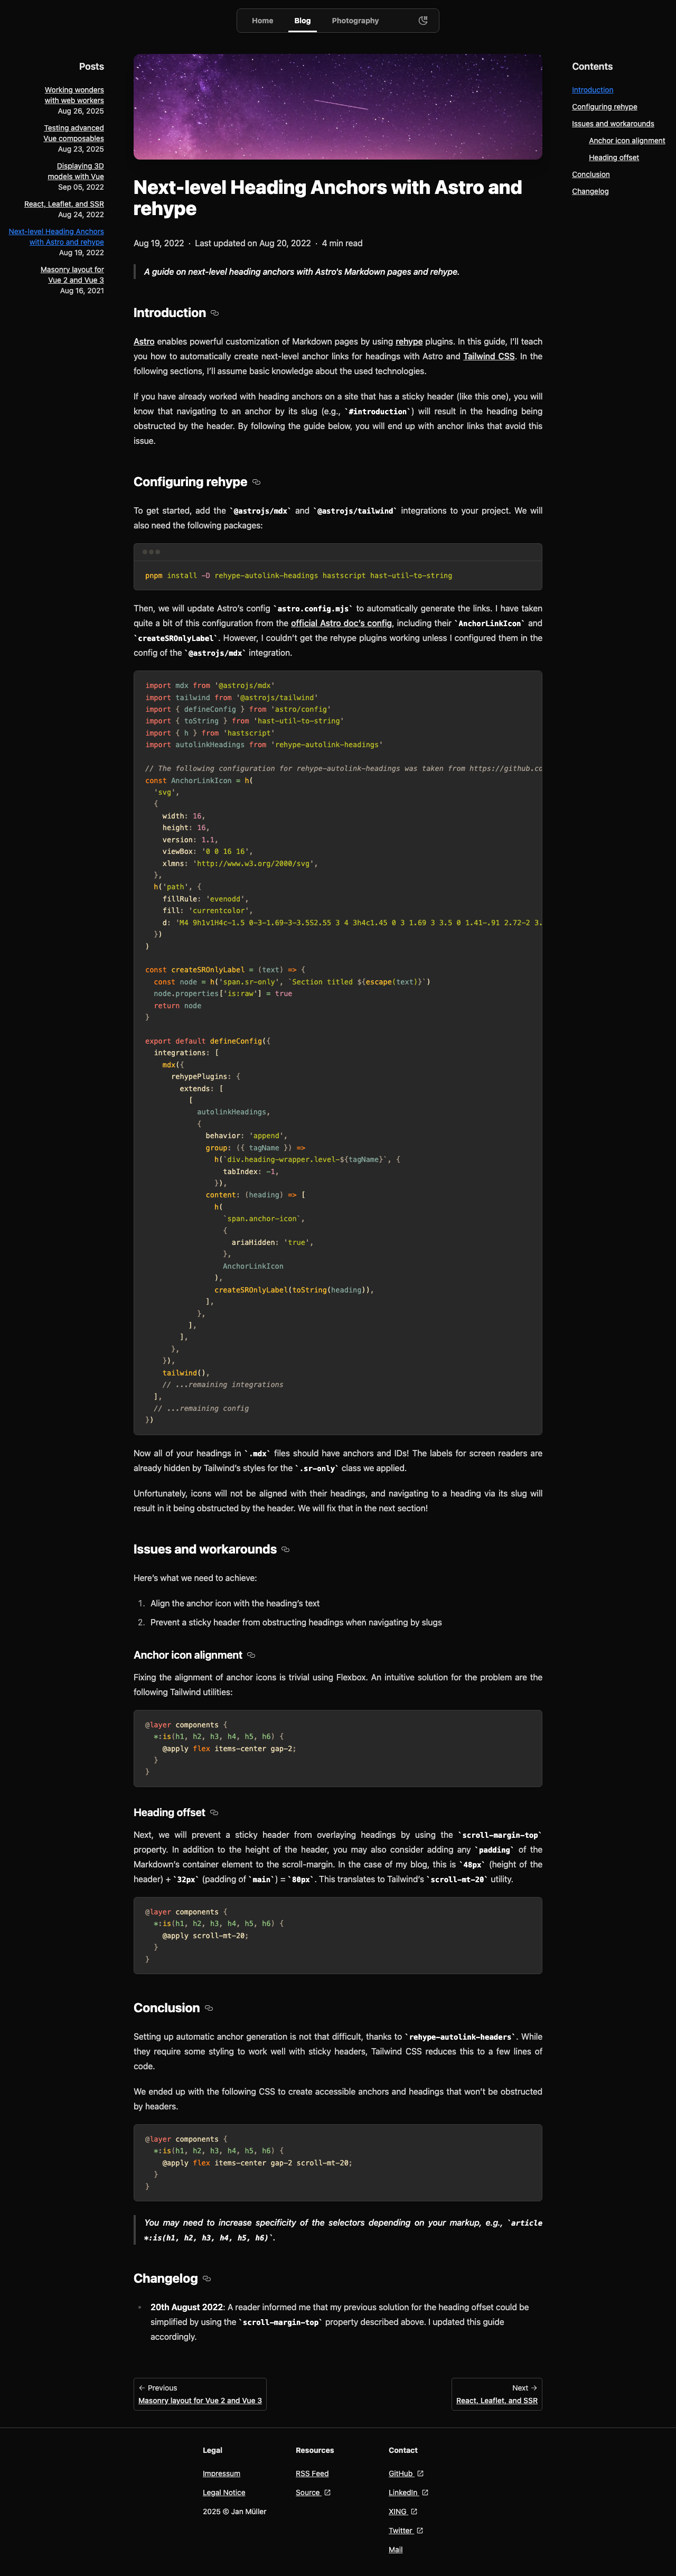 Home Blog Photography
Posts
Working wonders
with web workers
Aug 26, 2025
Testing advanced
Vue composables
Aug 23, 2025
Displaying 3D
models with Vue
Sep 05, 2022
React, Leaflet, and SSR
Aug 24, 2022
Next-level Heading Anchors
with Astro and rehype
Aug 19, 2022
Masonry layout for
Vue 2 and Vue 3
Aug 16, 2021
Next-level Heading Anchors with Astro and
rehype
Aug 19, 2022 · Last updated on Aug 20, 2022 · 4 min read
A guide on next-level heading anchors with Astro's Markdown pages and rehype.
Introduction
Astro enables powerful customization of Markdown pages by using rehype plugins. In this guide, I'll teach
you how to automatically create next-level anchor links for headings with Astro and Tailwind CSS. In the
following sections, I'll assume basic knowledge about the used technologies.
If you have already worked with heading anchors on a site that has a sticky header (like this one), you will
know that navigating to an anchor by its slug (e.g., `#introduction`) will result in the heading being
obstructed by the header. By following the guide below, you will end up with anchor links that avoid this
issue.
Configuring rehype
To get started, add the `@astrojs/mdx` and `@astrojs/tailwind` integrations to your project. We will
also need the following packages:
pnpm install -D rehype-autolink-headings hastscript hast-util-to-string
Then, we will update Astro's config `astro.config.mjs` to automatically generate the links. I have taken
quite a bit of this configuration from the official Astro doc's config, including their `AnchorLinkIcon` and
`createSROnlyLabel`. However, I couldn't get the rehype plugins working unless I configured them in the
config of the `@astrojs/mdx` integration.
import mdx from '@astrojs/mdx'
import tailwind from '@astrojs/tailwind'
import { defineConfig } from 'astro/config'
import { toString } from 'hast-util-to-string'
import { h } from 'hastscript'
import autolinkHeadings from 'rehype-autolink-headings'
// The following configuration for rehype-autolink-headings was taken from https://github.co
const AnchorLinkIcon = h(
'svg',
{
width: 16,
height: 16,
version: 1.1,
viewBox: '0 0 16 16',
xlmns: 'http://www.w3.org/2000/svg',
},
h('path', {
fillRule: 'evenodd',
fill: 'currentcolor',
d: 'M4 9h1v1H4c-1.5 0-3-1.69-3-3.5S2.55 3 4 3h4c1.45 0 3 1.69 3 3.5 0 1.41-.91 2.72-2 3.
})
)
const createSROnlyLabel = (text) => {
const node = h('span.sr-only', `Section titled ${escape(text)}`)
node.properties['is:raw'] = true
return node
}
export default defineConfig({
integrations: [
mdx({
rehypePlugins: {
extends: [
[
autolinkHeadings,
{
behavior: 'append',
group: ({ tagName }) =>
h(`div.heading-wrapper.level-${tagName}`, {
tabIndex: -1,
}),
content: (heading) => [
h(
`span.anchor-icon`,
{
ariaHidden: 'true',
},
AnchorLinkIcon
),
createSROnlyLabel(toString(heading)),
],
},
],
],
},
}),
tailwind(),
// ...remaining integrations
],
// ...remaining config
})
Now all of your headings in `.mdx` files should have anchors and IDs! The labels for screen readers are
already hidden by Tailwind's styles for the `.sr-only` class we applied.
Unfortunately, icons will not be aligned with their headings, and navigating to a heading via its slug will
result in it being obstructed by the header. We will fix that in the next section!
Issues and workarounds
Here's what we need to achieve:
1. Align the anchor icon with the heading's text
2. Prevent a sticky header from obstructing headings when navigating by slugs
Anchor icon alignment
Fixing the alignment of anchor icons is trivial using Flexbox. An intuitive solution for the problem are the
following Tailwind utilities:
@layer components {
*:is(h1, h2, h3, h4, h5, h6) {
@apply flex items-center gap-2;
}
}
Heading offset
Next, we will prevent a sticky header from overlaying headings by using the `scroll-margin-top`
property. In addition to the height of the header, you may also consider adding any `padding` of the
Markdown's container element to the scroll-margin. In the case of my blog, this is `48px` (height of the
header) + `32px` (padding of `main`) = `80px`. This translates to Tailwind's `scroll-mt-20` utility.
@layer components {
*:is(h1, h2, h3, h4, h5, h6) {
@apply scroll-mt-20;
}
}
Conclusion
Setting up automatic anchor generation is not that difficult, thanks to `rehype-autolink-headers`. While
they require some styling to work well with sticky headers, Tailwind CSS reduces this to a few lines of
code.
We ended up with the following CSS to create accessible anchors and headings that won't be obstructed
by headers.
@layer components {
*:is(h1, h2, h3, h4, h5, h6) {
@apply flex items-center gap-2 scroll-mt-20;
}
}
You may need to increase specificity of the selectors depending on your markup, e.g., `article
*:is(h1, h2, h3, h4, h5, h6)`.
Changelog
• 20th August 2022: A reader informed me that my previous solution for the heading offset could be
simplified by using the `scroll-margin-top` property described above. I updated this guide
accordingly.
← Previous
Masonry layout for Vue 2 and Vue 3
Next →
React, Leaflet, and SSR
Contents
Introduction
Configuring rehype
Issues and workarounds
Anchor icon alignment
Heading offset
Conclusion
Changelog
Legal
Impressum
Legal Notice
2025 © Jan Müller
Resources
RSS Feed
Source
Contact
GitHub
LinkedIn
XING
Twitter
Mail